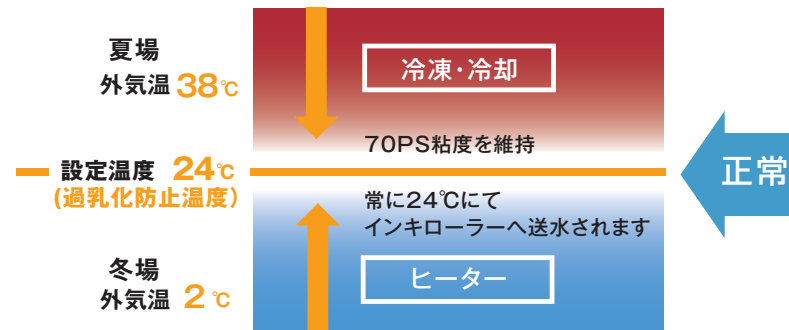 夏場
外気温 38℃
冷凍・冷却
70PS粘度を維持
設定温度 24℃
(過乳化防止温度)
正常
常に24℃にて
インキローラーへ送水されます
冬場
外気温 2℃
ヒーター